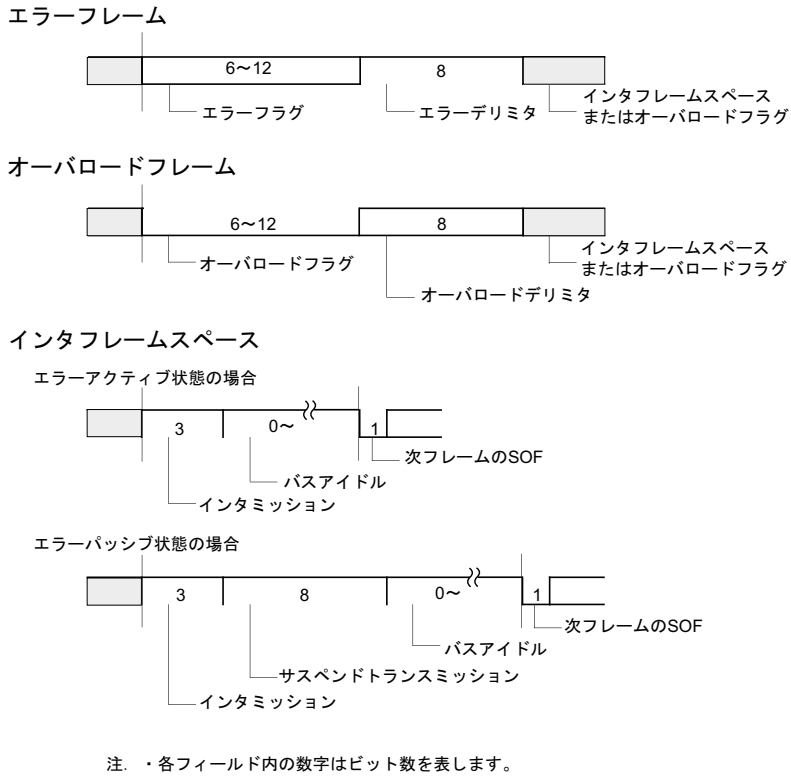 エラーフレーム
6〜12
8
エラーフラグ
エラーデリミタ
インタフレームスペース
またはオーバロードフラグ
オーバロードフレーム
6〜12
8
オーバロードフラグ
インタフレームスペース
またはオーバロードフラグ
オーバロードデリミタ
インタフレームスペース
エラーアクティブ状態の場合
3
0〜
1
次フレームのSOF
バスアイドル
インタミッション
エラーパッシブ状態の場合
3
8
0〜
1
次フレームのSOF
バスアイドル
サスペンドトランスミッション
インタミッション
注. ・各フィールド内の数字はビット数を表します。